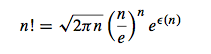 n! = √2πn (n/e)ⁿ e^ϵ(n)